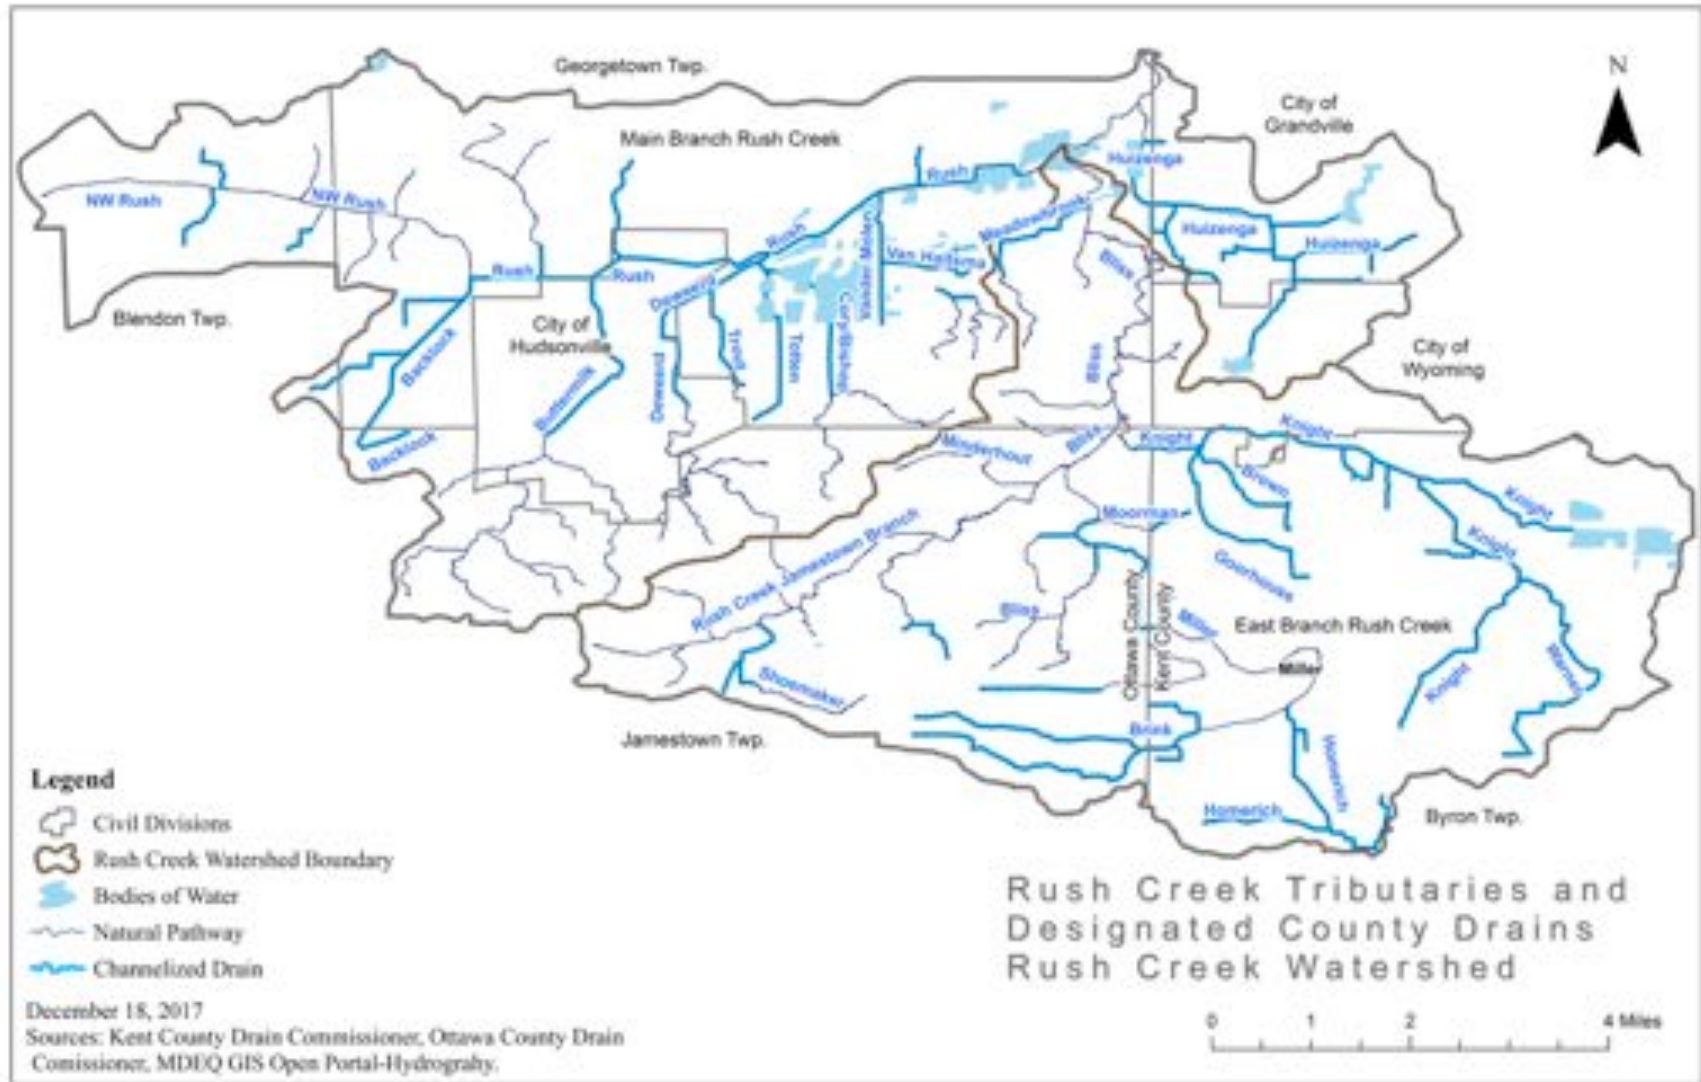 Georgetown Twp.
N
City of
Grandville
Main Branch Rush Creek
Huizenga
Rush
NW Rush
NW Rush
Meadowbrook
Huizenga
Huizenga
Rush
Van Heitsma
Bliss
Rush
Rush
Deweerd
Blendon Twp.
City of
Hudsonville
Cory/Bishop
City of
Wyoming
Backlock
Trend
Totten
Bliss
Deweerd
Buttermilk
Backlock
Minderhout
Bliss
Knight
Knight
Brown
Knight
Moorman
Knight
Rush Creek Jamestown Branch
Goorhouse
Bliss
Miller
East Branch Rush Creek
Ottawa County
Kent County
Miller
Knight
Warner
Shoemaker
Brink
Jamestown Twp.
Homerich
Homerich
Byron Twp.
Legend
Civil Divisions
Rush Creek Watershed Boundary
Bodies of Water
Natural Pathway
Channelized Drain
December 18, 2017
Sources: Kent County Drain Commissioner, Ottawa County Drain
Comissioner, MDEQ GIS Open Portal-Hydrograhy.
Rush Creek Tributaries and
Designated County Drains
Rush Creek Watershed
0 1 2 4 Miles